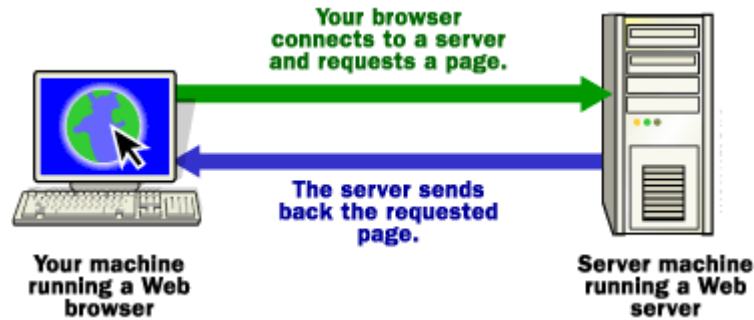 Your browser
connects to a server
and requests a page.
The server sends
back the requested
page.
Your machine
running a Web
browser
Server machine
running a Web
server